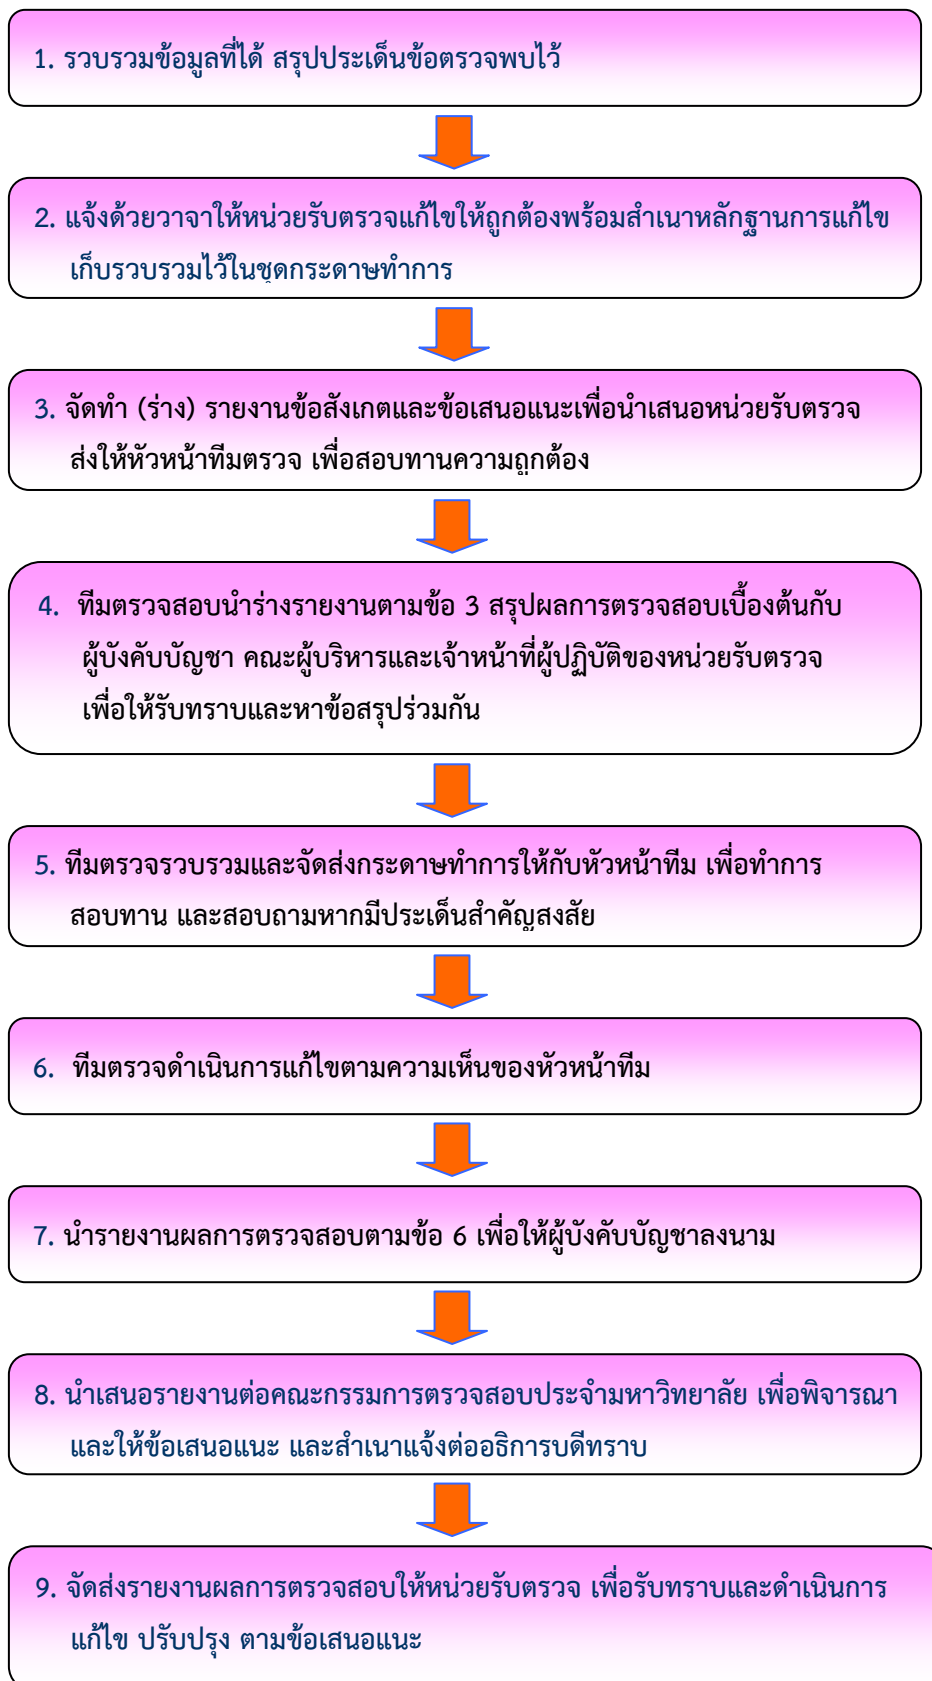 1. รวบรวมข้อมูลที่ได้ สรุปประเด็นข้อตรวจพบไว้
2. แจ้งด้วยวาจาให้หน่วยรับตรวจแก้ไขให้ถูกต้องพร้อมสำเนาหลักฐานการแก้ไข
เก็บรวบรวมไว้ในชุดกระดาษทำการ
3. จัดทำ (ร่าง) รายงานข้อสังเกตและข้อเสนอแนะเพื่อนำเสนอหน่วยรับตรวจ
ส่งให้หัวหน้าทีมตรวจ เพื่อสอบทานความถูกต้อง
4. ทีมตรวจสอบนำร่างรายงานตามข้อ 3 สรุปผลการตรวจสอบเบื้องต้นกับ
ผู้บังคับบัญชา คณะผู้บริหารและเจ้าหน้าที่ผู้ปฏิบัติของหน่วยรับตรวจ
เพื่อให้รับทราบและหาข้อสรุปร่วมกัน
5. ทีมตรวจรวบรวมและจัดส่งกระดาษทำการให้กับหัวหน้าทีม เพื่อทำการ
สอบทาน และสอบถามหากมีประเด็นสำคัญสงสัย
6. ทีมตรวจดำเนินการแก้ไขตามความเห็นของหัวหน้าทีม
7. นำรายงานผลการตรวจสอบตามข้อ 6 เพื่อให้ผู้บังคับบัญชาลงนาม
8. นำเสนอรายงานต่อคณะกรรมการตรวจสอบประจำมหาวิทยาลัย เพื่อพิจารณา
และให้ข้อเสนอแนะ และสำเนาแจ้งต่ออธิการบดีทราบ
9. จัดส่งรายงานผลการตรวจสอบให้หน่วยรับตรวจ เพื่อรับทราบและดำเนินการ
แก้ไข ปรับปรุง ตามข้อเสนอแนะ